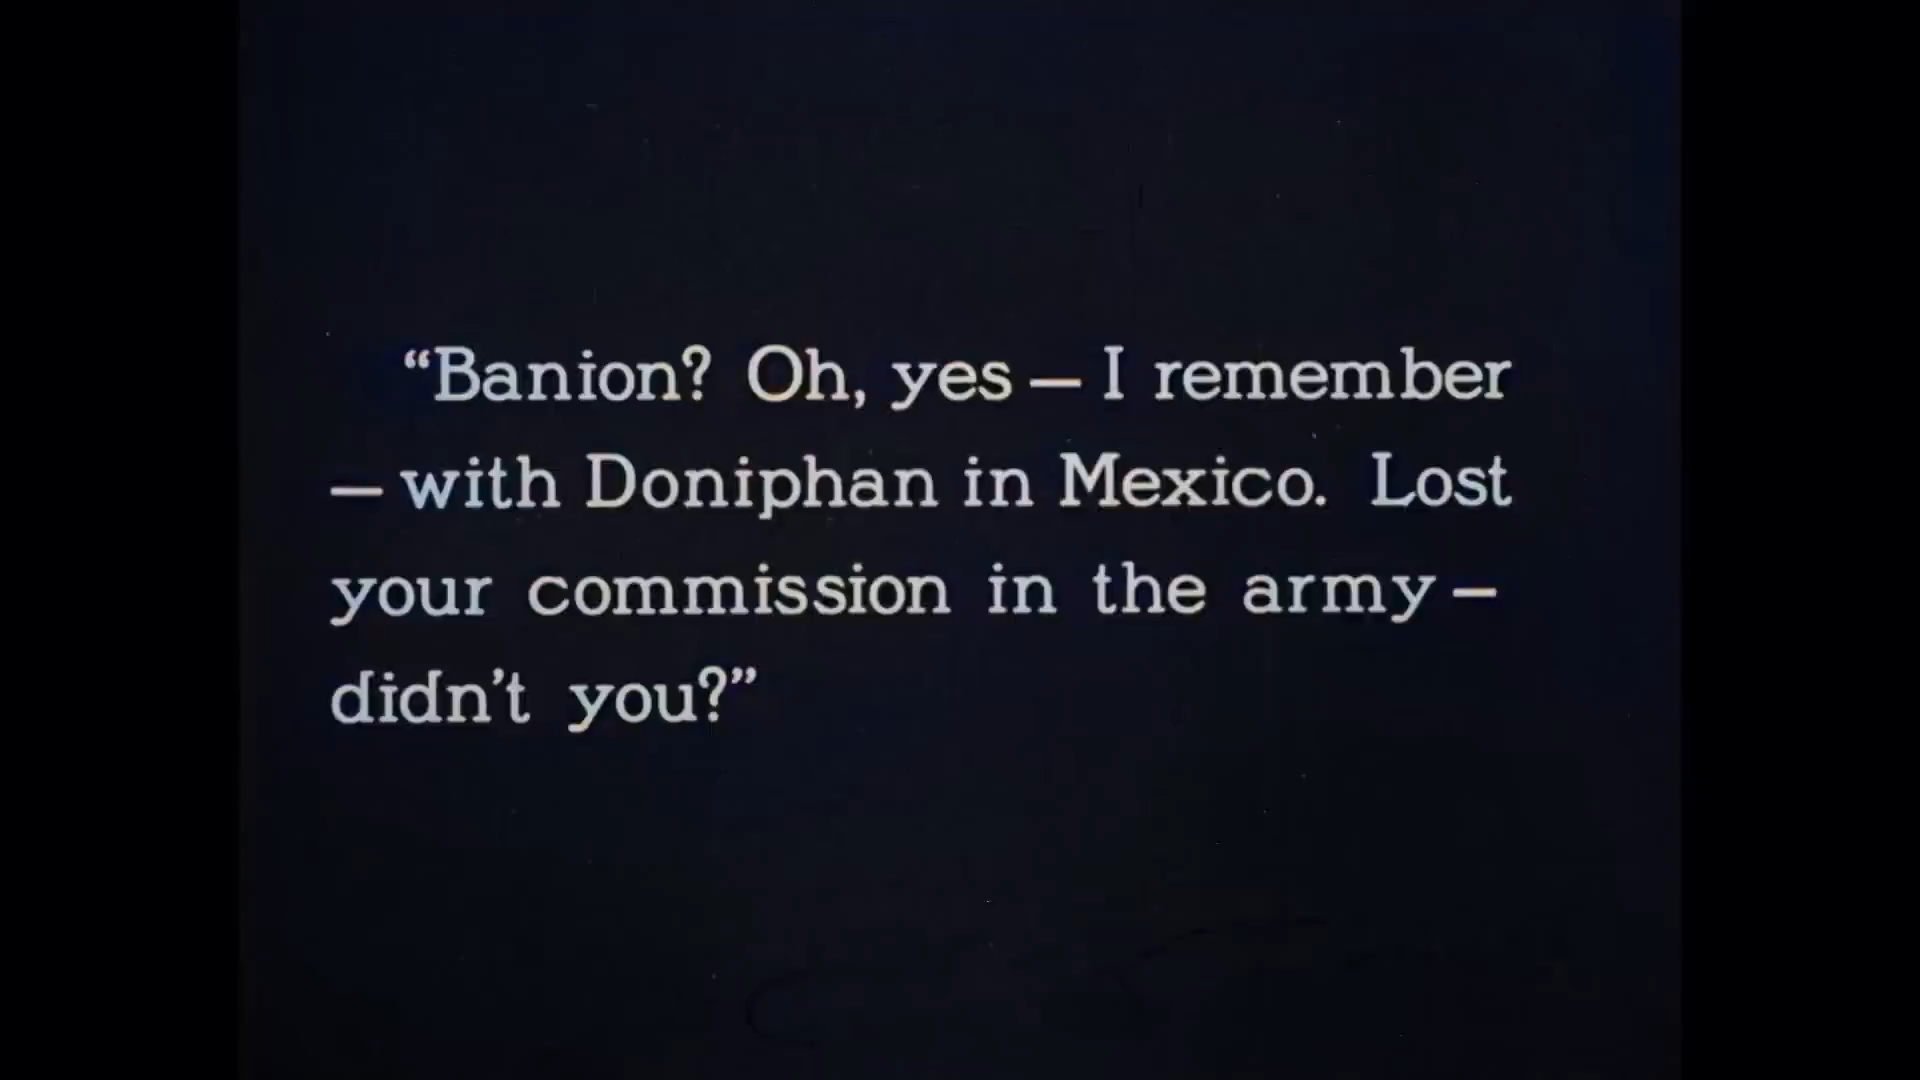 “Banion? Oh, yes — I remember
— with Doniphan in Mexico. Lost
your commission in the army —
didn’t you?”